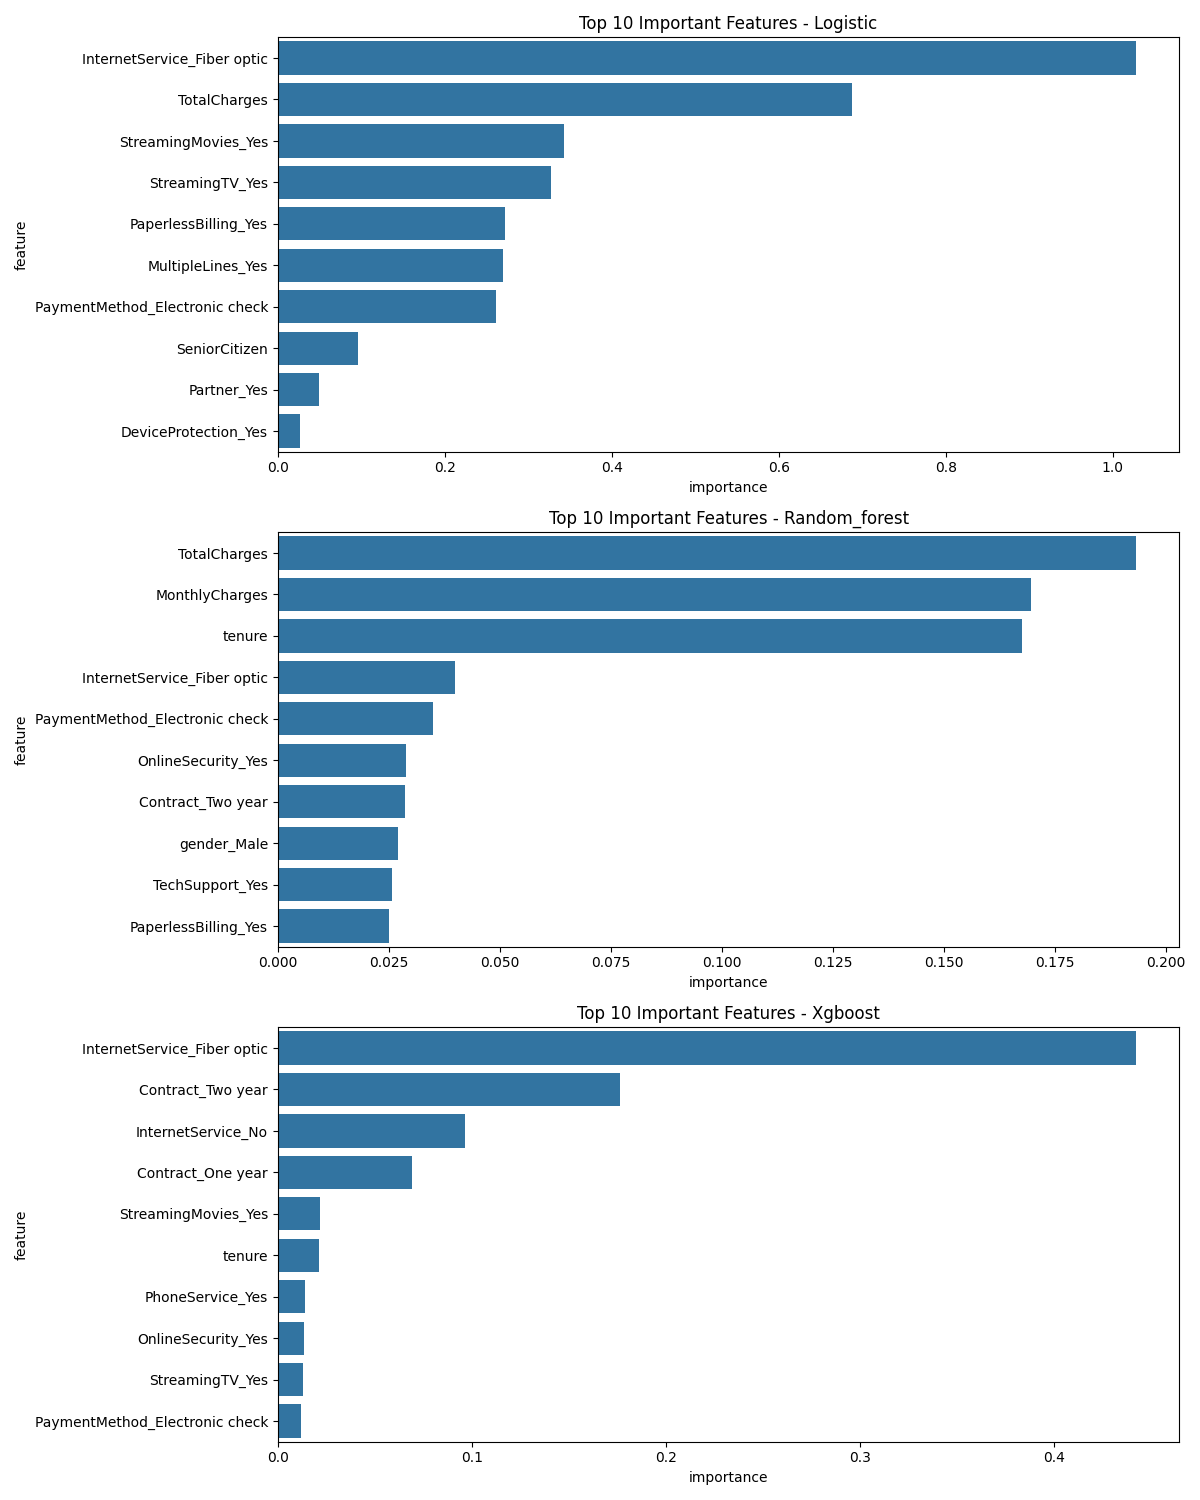 Top 10 Important Features - Logistic
InternetService_Fiber optic
TotalCharges
StreamingMovies_Yes
StreamingTV_Yes
PaperlessBilling_Yes
MultipleLines_Yes
PaymentMethod_Electronic check
SeniorCitizen
Partner_Yes
DeviceProtection_Yes
feature
0.0 0.2 0.4 0.6 0.8 1.0
importance
Top 10 Important Features - Random_forest
TotalCharges
MonthlyCharges
tenure
InternetService_Fiber optic
PaymentMethod_Electronic check
OnlineSecurity_Yes
Contract_Two year
gender_Male
TechSupport_Yes
PaperlessBilling_Yes
feature
0.000 0.025 0.050 0.075 0.100 0.125 0.150 0.175 0.200
importance
Top 10 Important Features - Xgboost
InternetService_Fiber optic
Contract_Two year
InternetService_No
Contract_One year
StreamingMovies_Yes
tenure
PhoneService_Yes
OnlineSecurity_Yes
StreamingTV_Yes
PaymentMethod_Electronic check
feature
0.0 0.1 0.2 0.3 0.4
importance